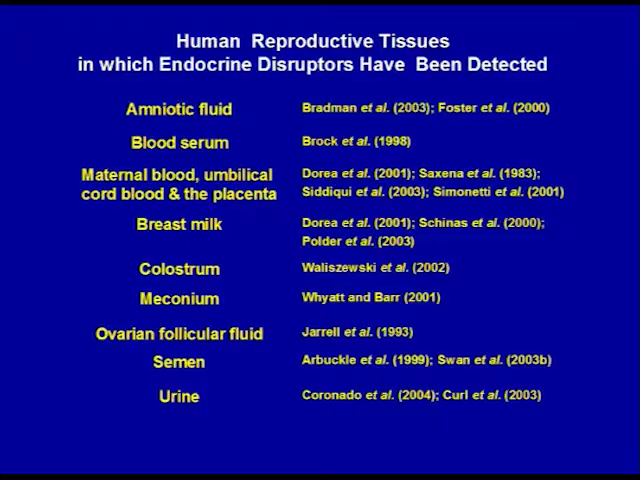 Human Reproductive Tissues
in which Endocrine Disruptors Have Been Detected
Amniotic fluid Bradman et al. (2003); Foster et al. (2000)
Blood serum Brock et al. (1998)
Maternal blood, umbilical Dorea et al. (2001); Saxena et al. (1983);
cord blood & the placenta Siddiqui et al. (2003); Simonetti et al. (2001)
Breast milk Dorea et al. (2001); Schinas et al. (2000);
Polder et al. (2003)
Colostrum Waliszewski et al. (2002)
Meconium Whyatt and Barr (2001)
Ovarian follicular fluid Jarrell et al. (1993)
Semen Arbuckle et al. (1999); Swan et al. (2003b)
Urine Coronado et al. (2004); Curl et al. (2003)